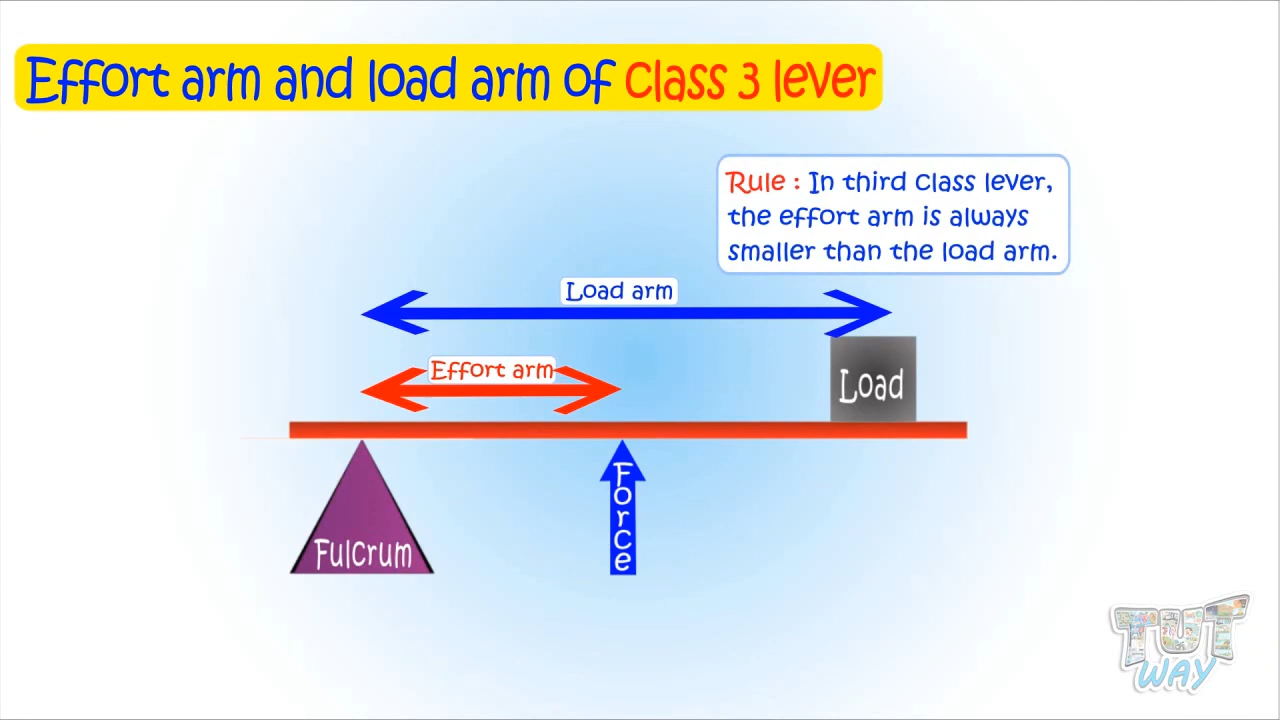 Effort arm and load arm of Class 3 lever
Rule : In third class lever,
the effort arm is always
smaller than the load arm.
Load arm
Effort arm
Load
Force
Fulcrum
TUT
WAY